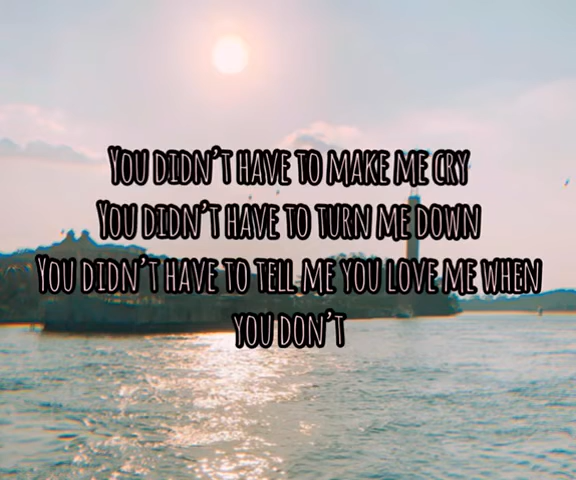 You didn't have to make me cry
You didn't have to turn me down
You didn't have to tell me you love me when
you don't